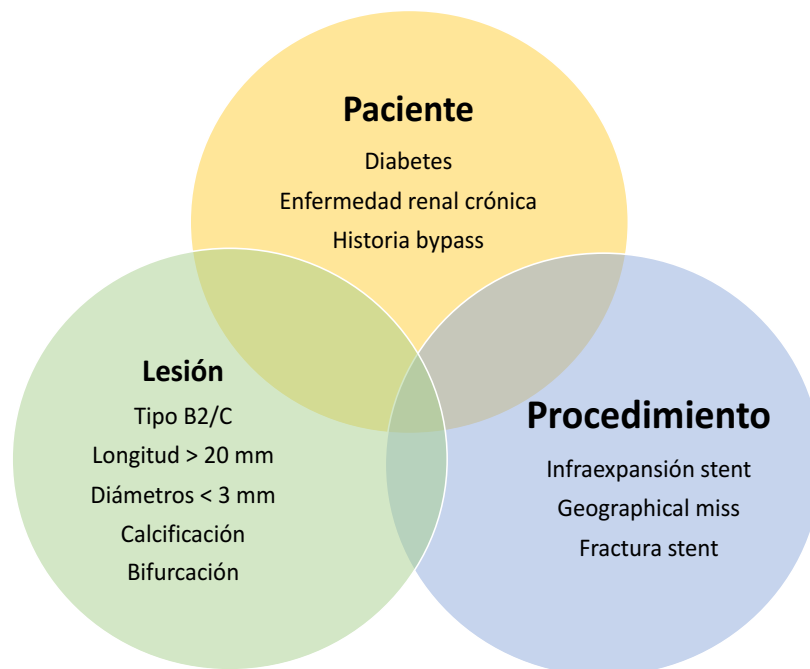 Paciente
Diabetes
Enfermedad renal crónica
Historia bypass
Lesión
Tipo B2/C
Longitud > 20 mm
Diámetros < 3 mm
Calcificación
Bifurcación
Procedimiento
Infraexpansión stent
Geographical miss
Fractura stent